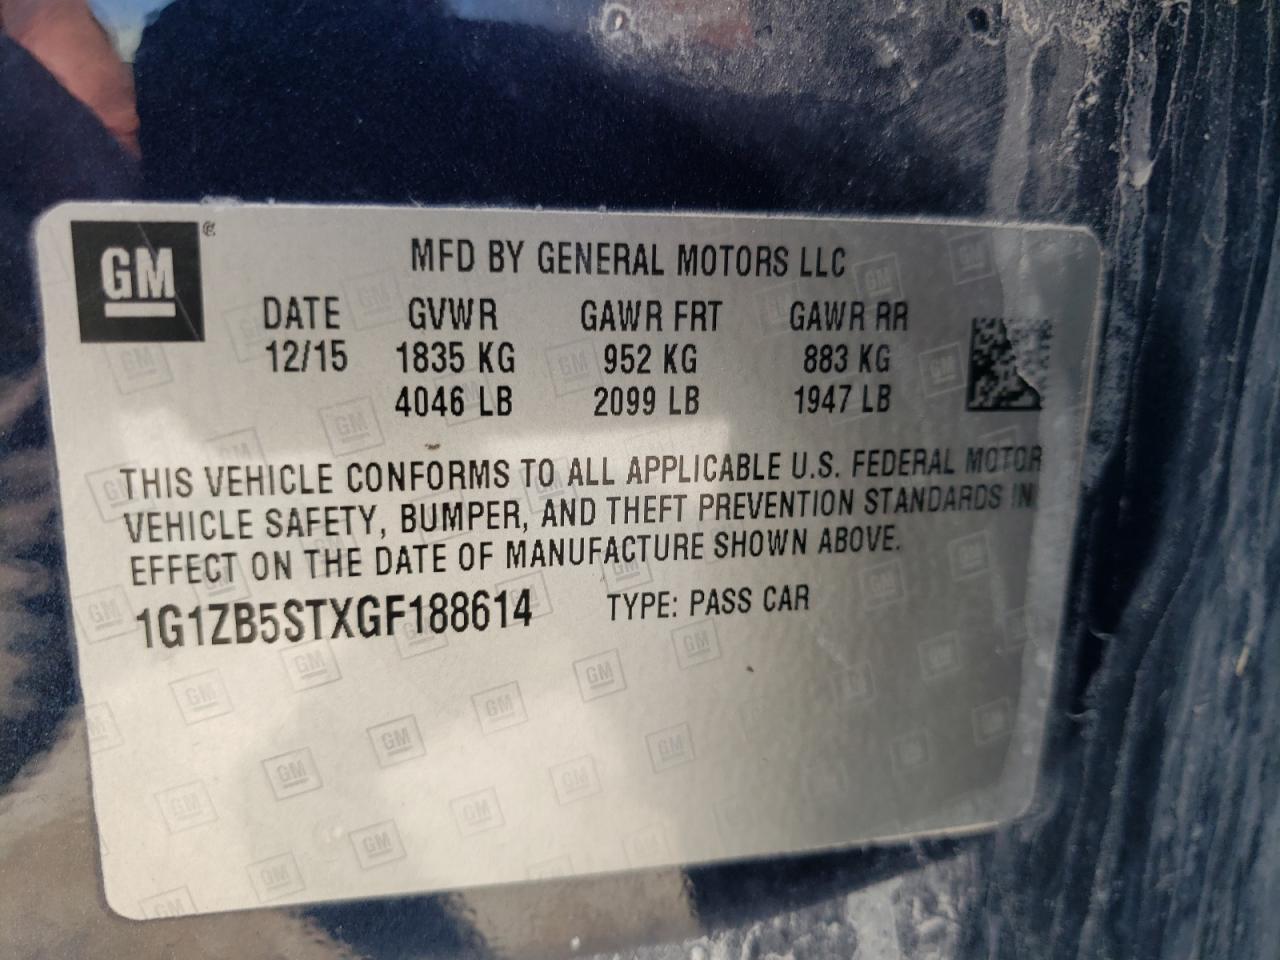 GM
MFD BY GENERAL MOTORS LLC
DATE GVWR GAWR FRT GAWR RR
12/15 1835 KG 952 KG 883 KG
4046 LB 2099 LB 1947 LB
THIS VEHICLE CONFORMS TO ALL APPLICABLE U.S. FEDERAL MOTOR
VEHICLE SAFETY, BUMPER, AND THEFT PREVENTION STANDARDS IN
EFFECT ON THE DATE OF MANUFACTURE SHOWN ABOVE.
1G1ZB5STXGF188614 TYPE: PASS CAR